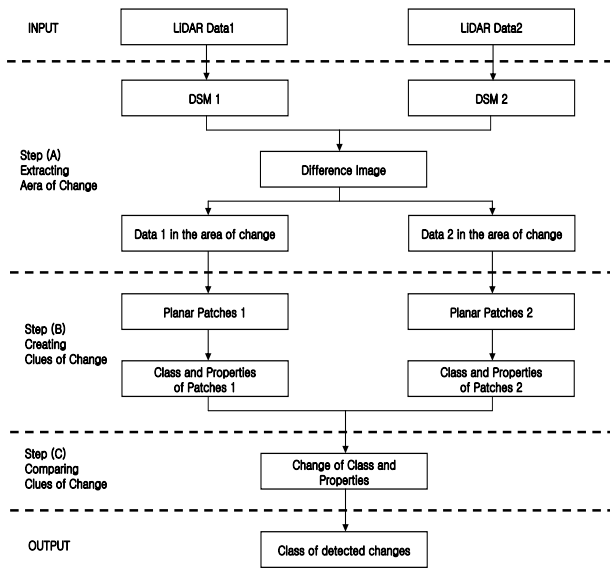 INPUT
LiDAR Data1
LiDAR Data2
DSM 1
DSM 2
Step (A)
Extracting
Aera of Change
Difference Image
Data 1 in the area of change
Data 2 in the area of change
Step (B)
Creating
Clues of Change
Planar Patches 1
Planar Patches 2
Class and Properties
of Patches 1
Class and Properties
of Patches 2
Step (C)
Comparing
Clues of Change
Change of Class and
Properties
OUTPUT
Class of detected changes